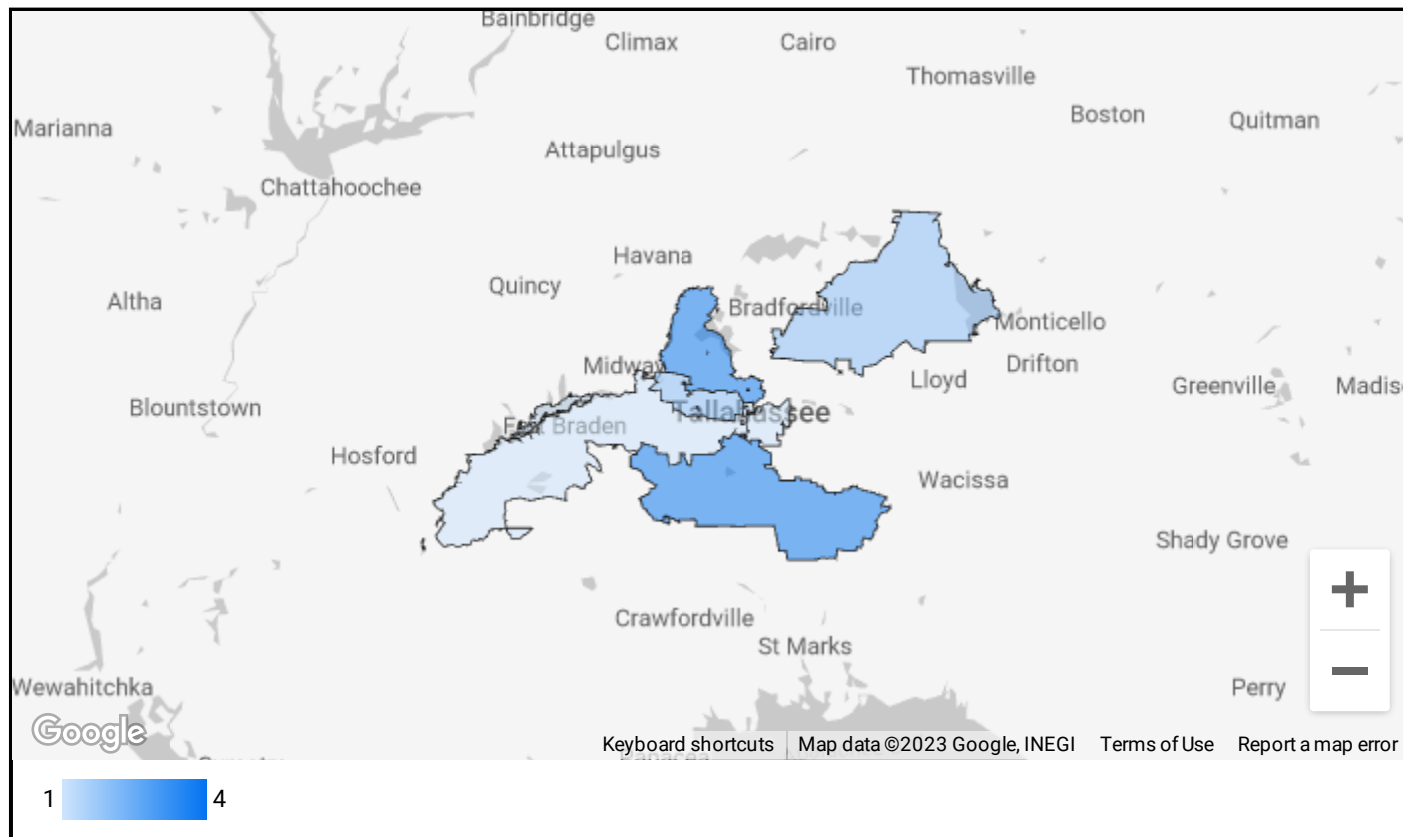 Bainbridge
Climax
Cairo
Thomasville
Boston
Quitman
Marianna
Attapulgus
Chattahoochee
Havana
Quincy
Altha
Bradfordville
Monticello
Midway
Drifton
Lloyd
Greenville
Madis
Blountstown
Tallahassee
Fort Braden
Hosford
Wacissa
Shady Grove
Crawfordville
St Marks
Wewahitchka
Perry
Google
Keyboard shortcuts
Map data ©2023 Google, INEGI
Terms of Use
Report a map error
1
4